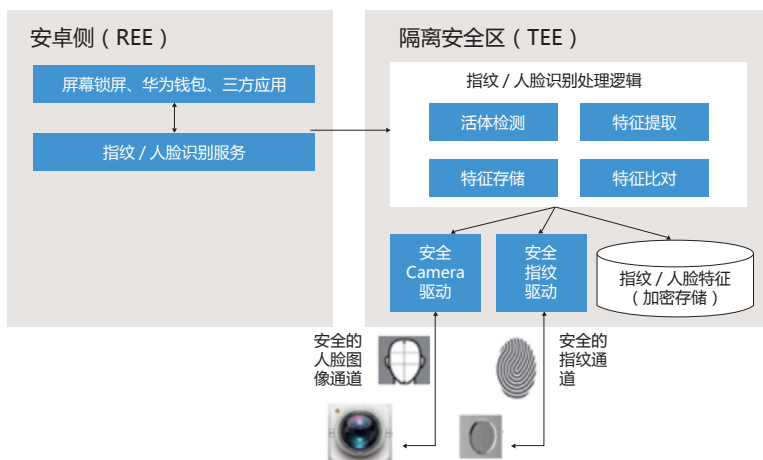 安卓侧（REE）
屏幕锁屏、华为钱包、三方应用
指纹 / 人脸识别服务
隔离安全区（TEE）
指纹 / 人脸识别处理逻辑
活体检测
特征提取
特征存储
特征比对
安全
Camera
驱动
安全
指纹
驱动
指纹 / 人脸特征
（加密存储）
安全的
人脸图
像通道
安全的
指纹通
道